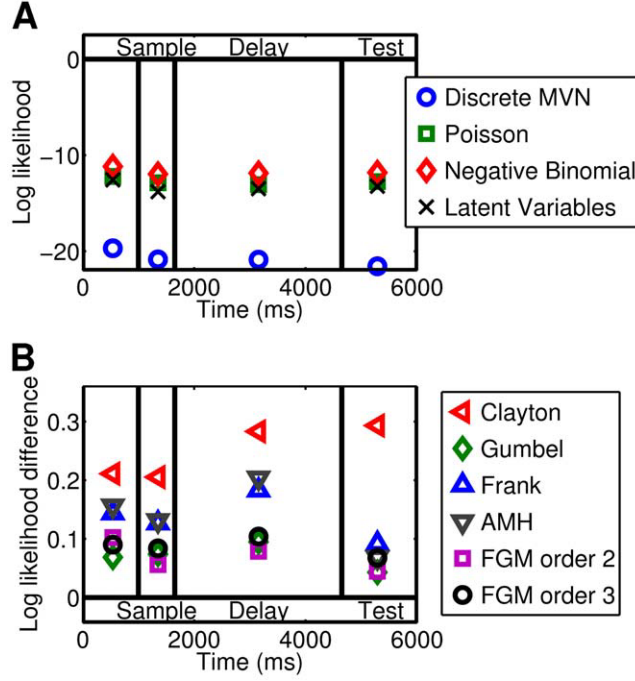 A
Sample Delay Test
0
−10
−20
Log likelihood
0 2000 4000 6000
Time (ms)
Discrete MVN
Poisson
Negative Binomial
Latent Variables
B
0.3
0.2
0.1
0
Log likelihood difference
Sample Delay Test
0 2000 4000 6000
Time (ms)
Clayton
Gumbel
Frank
AMH
FGM order 2
FGM order 3